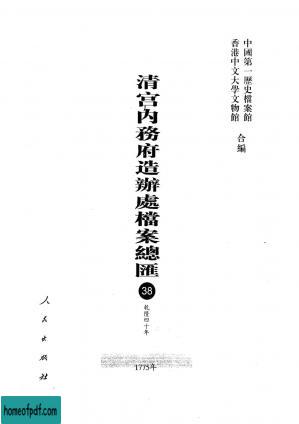 中國第一歷史檔案館
香港中文大學文物館
合編
清宮內務府造辦處檔案總匯
38
乾隆四十年
人民出版社
1775年
homeofpdf.com